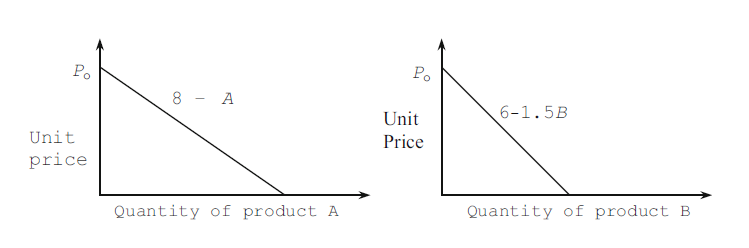 Pₒ
8 - A
Unit
price
Quantity of product A
Pₒ
6-1.5B
Unit
Price
Quantity of product B